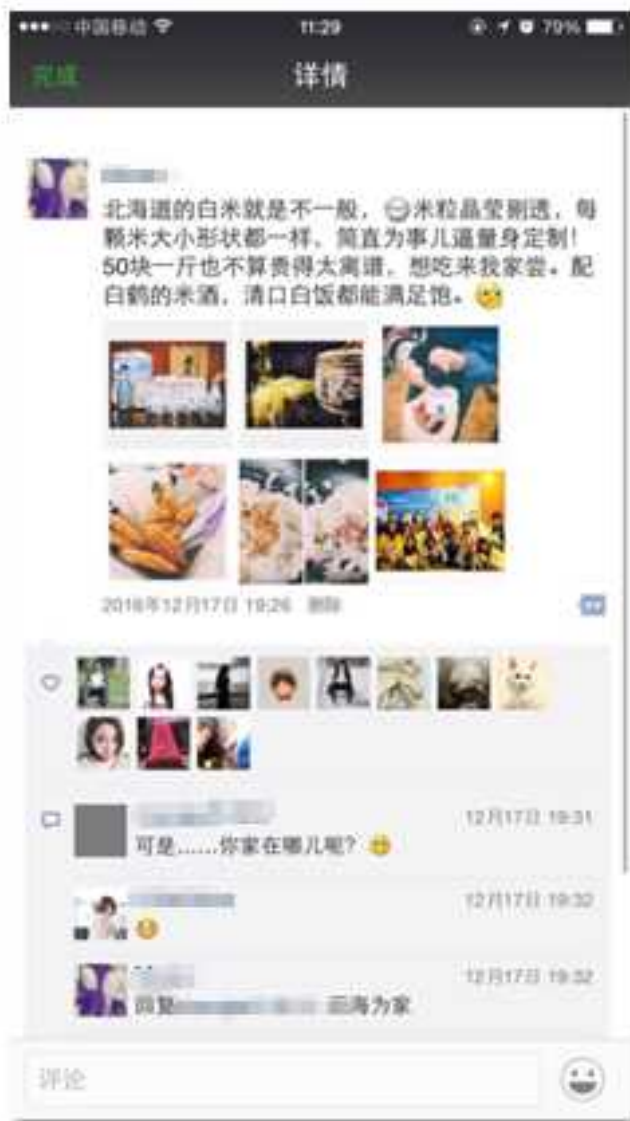 中国移动 11:29 79%
完成 详情
北海道的白米就是不一般，米粒晶莹剔透，每
颗米大小形状都一样。简直为事儿逼量身定制！
50块一斤也不算贵得太离谱。想吃来我家尝。配
白鹤的米酒，清口白饭都能满足饱。
2016年12月17日 19:26 删除
12月17日 19:31
可是……你家在哪儿呢？
12月17日 19:32
12月17日 19:32
回复 四海为家
评论